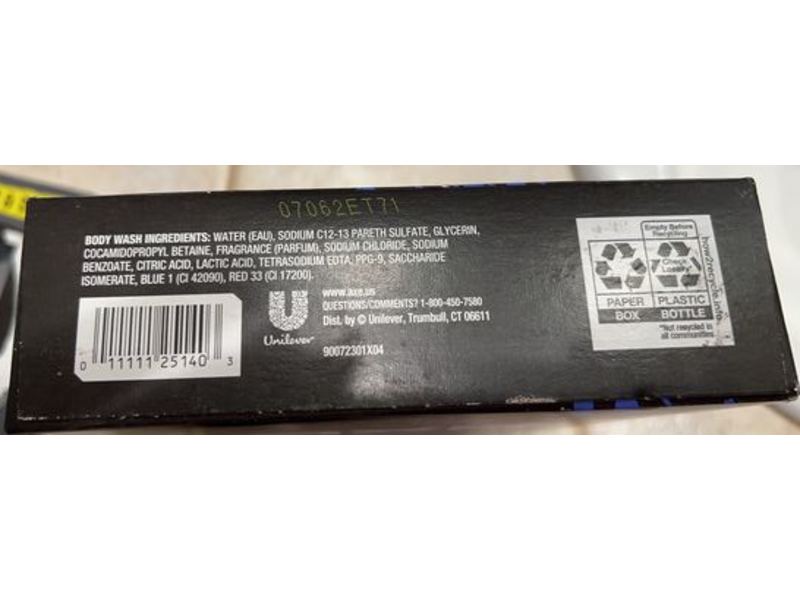 07062ET71
BODY WASH INGREDIENTS: WATER (EAU), SODIUM C12-13 PARETH SULFATE, GLYCERIN,
COCAMIDOPROPYL BETAINE, FRAGRANCE (PARFUM), SODIUM CHLORIDE, SODIUM
BENZOATE, CITRIC ACID, LACTIC ACID, TETRASODIUM EDTA, PPG-9, SACCHARIDE
ISOMERATE, BLUE 1 (CI 42090), RED 33 (CI 17200).
0 11111 25140 3
Unilever
www.axe.us
QUESTIONS/COMMENTS? 1-800-450-7580
Dist. by © Unilever, Trumbull, CT 06611
90072301X04
Empty Before
Recycling
Check
Locally*
PAPER
BOX
PLASTIC
BOTTLE
*Not recycled in
all communities
how2recycle.info